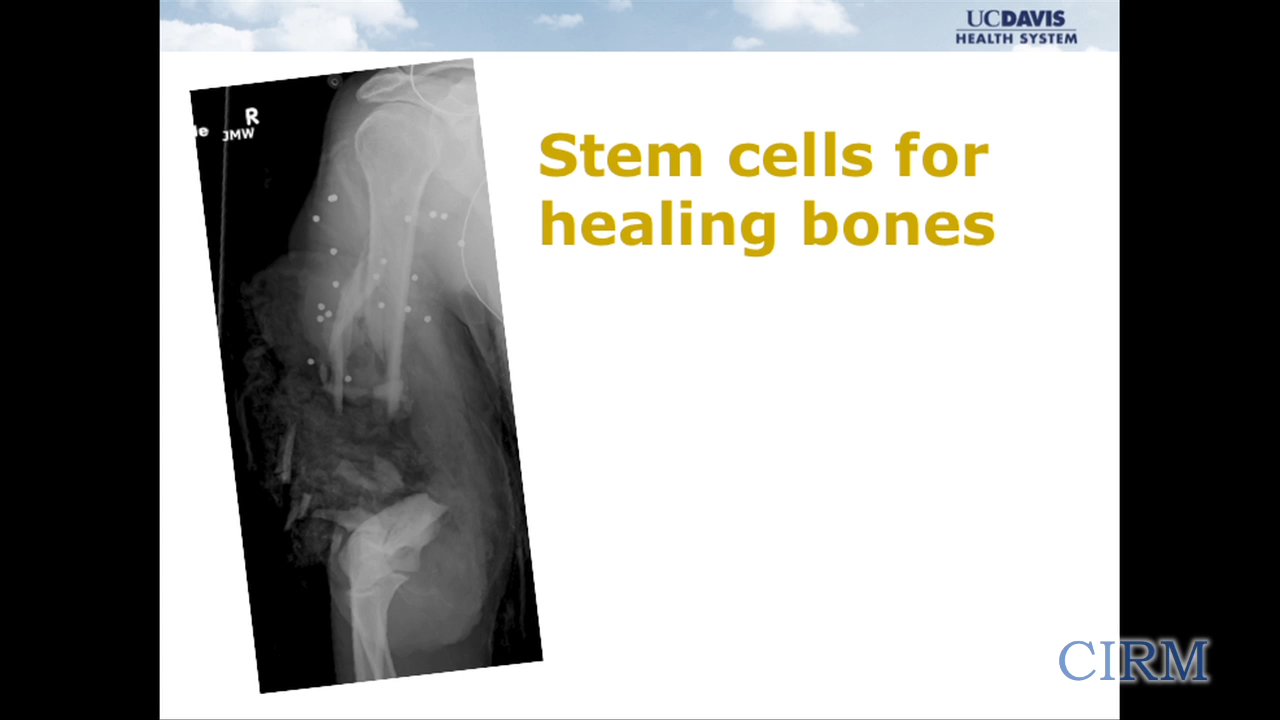 UCDAVIS
HEALTH SYSTEM
R
JMW
Stem cells for
healing bones
CIRM